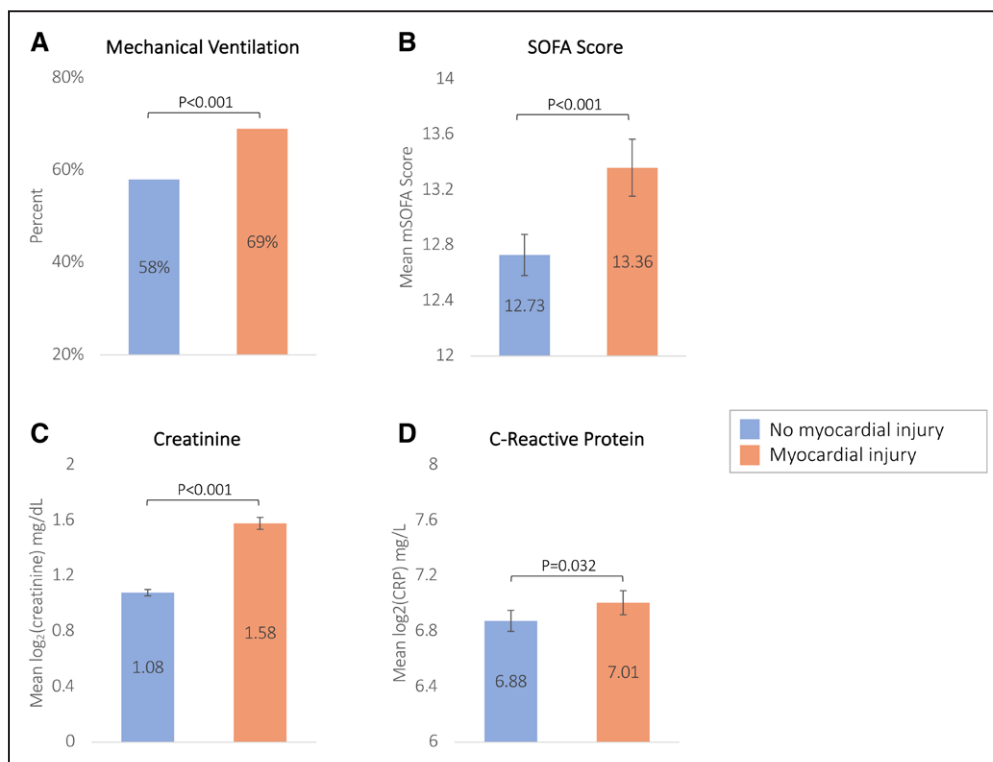 A
Mechanical Ventilation
80%
60%
40%
20%
Percent
P<0.001
58%
69%
B
SOFA Score
14
13.6
13.2
12.8
12.4
12
Mean mSOFA Score
P<0.001
12.73
13.36
C
Creatinine
2
1.6
1.2
0.8
0.4
0
Mean log₂(creatinine) mg/dL
P<0.001
1.08
1.58
D
C-Reactive Protein
8
7.6
7.2
6.8
6.4
6
Mean log2(CRP) mg/L
P=0.032
6.88
7.01
No myocardial injury
Myocardial injury